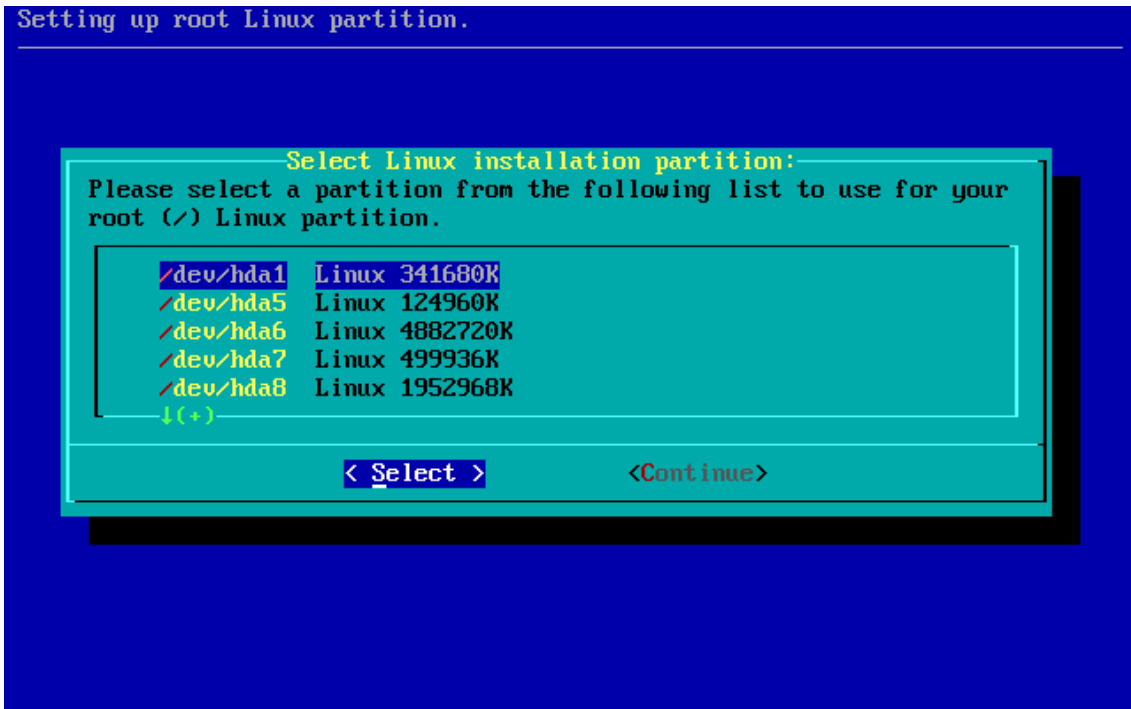 Setting up root Linux partition.
Select Linux installation partition:
Please select a partition from the following list to use for your
root (/) Linux partition.
/dev/hda1 Linux 341680K
/dev/hda5 Linux 124960K
/dev/hda6 Linux 4882720K
/dev/hda7 Linux 499936K
/dev/hda8 Linux 1952968K
↓(+)
< Select > <Continue>